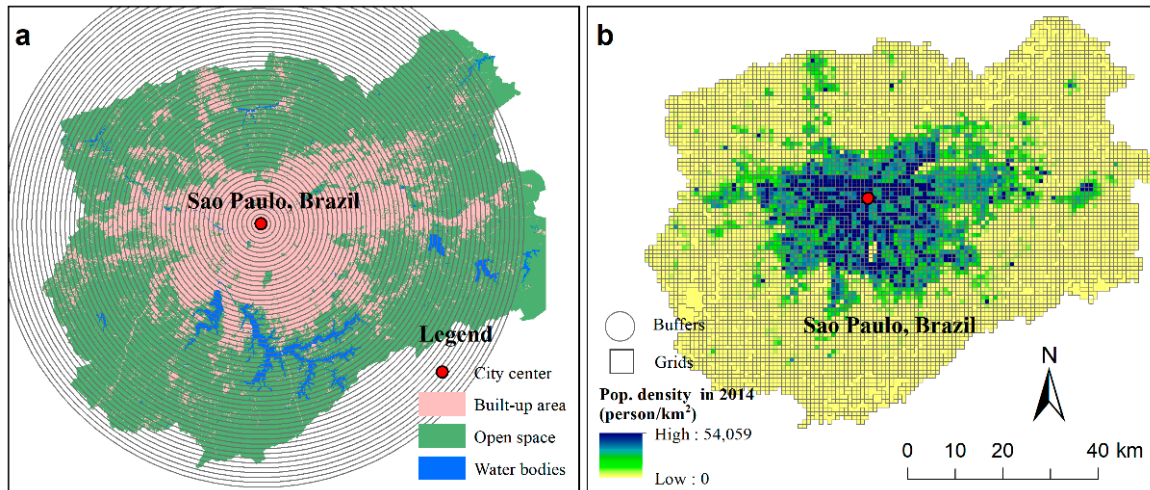 a
Sao Paulo, Brazil
Legend
City center
Built-up area
Open space
Water bodies
b
Sao Paulo, Brazil
Buffers
Grids
Pop. density in 2014
(person/km²)
High : 54,059
Low : 0
N
0 10 20 40 km